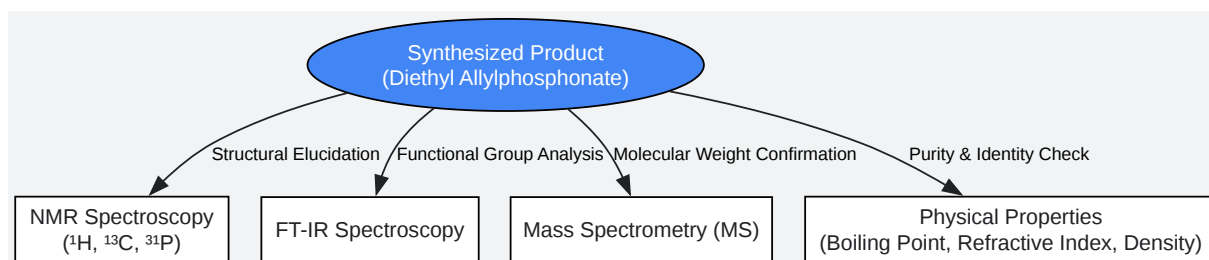 Synthesized Product
(Diethyl Allylphosphonate)
Structural Elucidation
Functional Group Analysis
Molecular Weight Confirmation
Purity & Identity Check
NMR Spectroscopy
(¹H, ¹³C, ³¹P)
FT-IR Spectroscopy
Mass Spectrometry (MS)
Physical Properties
(Boiling Point, Refractive Index, Density)